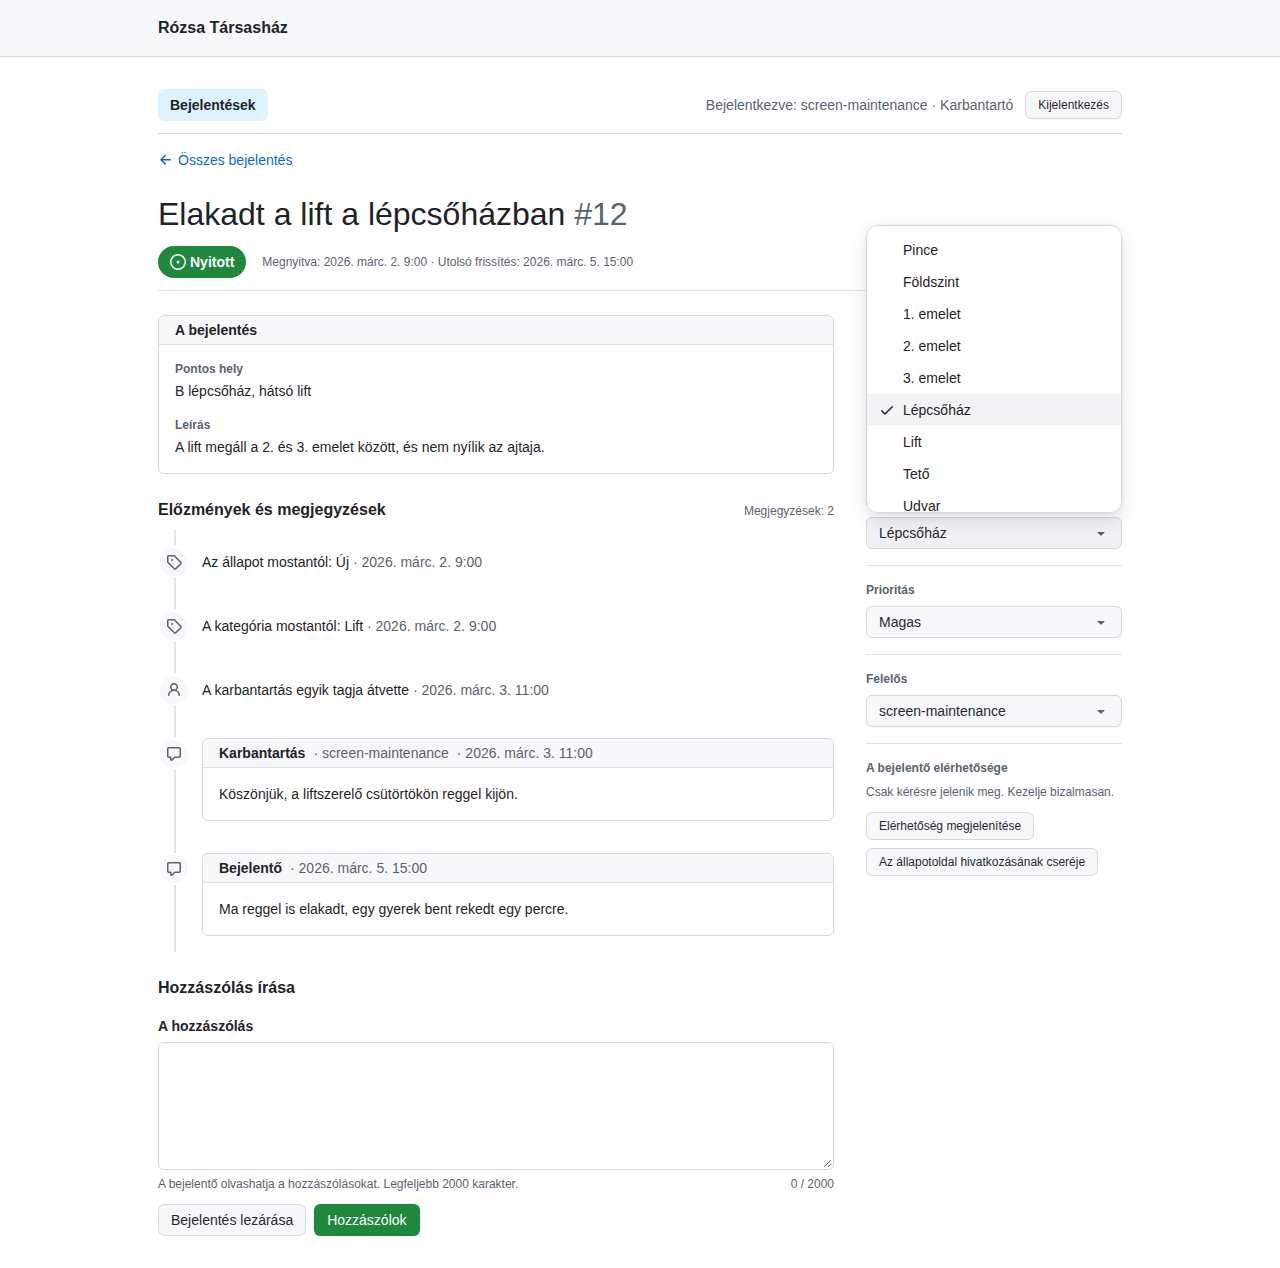 Rózsa Társasház
Bejelentések
Bejelentkezve: screen-maintenance · Karbantartó
Kijelentkezés
Összes bejelentés
Elakadt a lift a lépcsőházban #12
Nyitott
Megnyitva: 2026. márc. 2. 9:00 · Utolsó frissítés: 2026. márc. 5. 15:00
A bejelentés
Pontos hely
B lépcsőház, hátsó lift
Leírás
A lift megáll a 2. és 3. emelet között, és nem nyílik az ajtaja.
Előzmények és megjegyzések
Megjegyzések: 2
Az állapot mostantól: Új · 2026. márc. 2. 9:00
A kategória mostantól: Lift · 2026. márc. 2. 9:00
A karbantartás egyik tagja átvette · 2026. márc. 3. 11:00
Karbantartás · screen-maintenance · 2026. márc. 3. 11:00
Köszönjük, a liftszerelő csütörtökön reggel kijön.
Bejelentő · 2026. márc. 5. 15:00
Ma reggel is elakadt, egy gyerek bent rekedt egy percre.
Hozzászólás írása
A hozzászólás
A bejelentő olvashatja a hozzászólásokat. Legfeljebb 2000 karakter.
0 / 2000
Bejelentés lezárása
Hozzászólok
Pince
Földszint
1. emelet
2. emelet
3. emelet
Lépcsőház
Lift
Tető
Udvar
Lépcsőház
Prioritás
Magas
Felelős
screen-maintenance
A bejelentő elérhetősége
Csak kérésre jelenik meg. Kezelje bizalmasan.
Elérhetőség megjelenítése
Az állapotoldal hivatkozásának cseréje